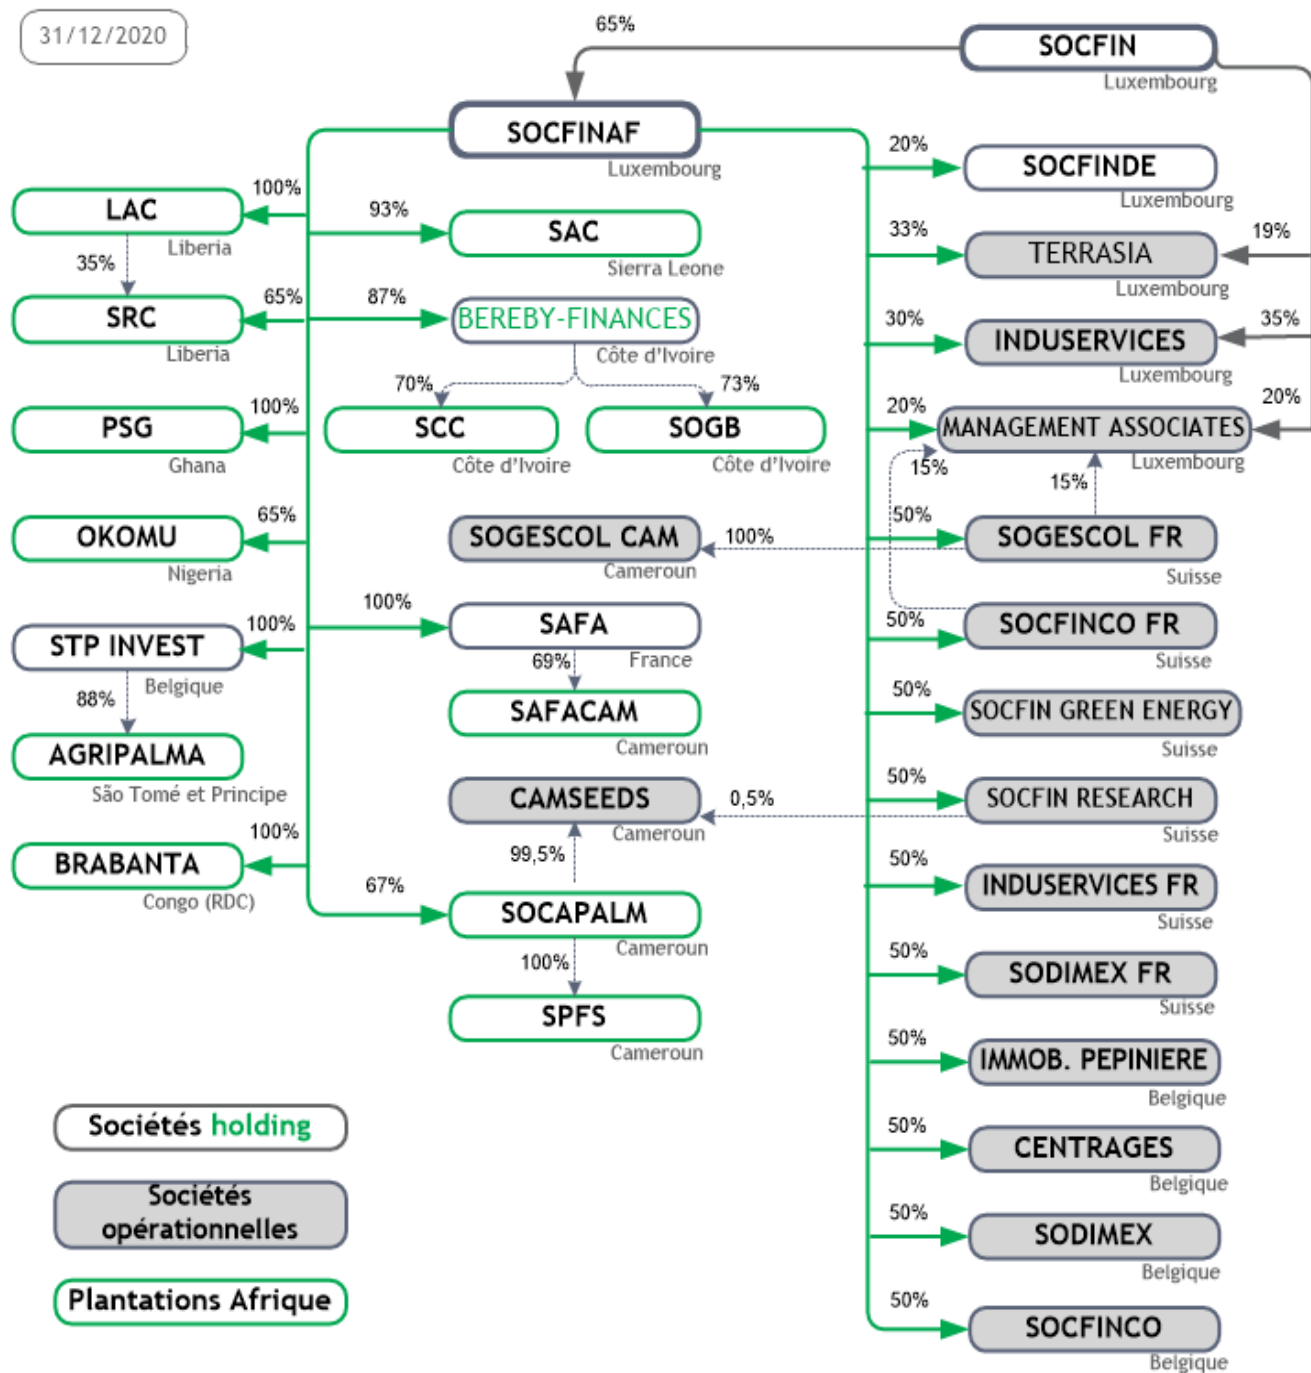 31/12/2020
65%
SOCFIN
Luxembourg
SOCFINAF
Luxembourg
20%
SOCFINDE
Luxembourg
100%
LAC
Liberia
93%
SAC
Sierra Leone
33%
TERRASIA
Luxembourg
19%
35%
SRC
Liberia
65%
87%
BEREBY-FINANCES
Côte d'Ivoire
30%
INDUSERVICES
Luxembourg
35%
70%
SCC
Côte d'Ivoire
73%
SOGB
Côte d'Ivoire
100%
PSG
Ghana
20%
MANAGEMENT ASSOCIATES
Luxembourg
20%
15%
15%
65%
OKOMU
Nigeria
SOGESCOL CAM
Cameroun
100%
50%
SOGESCOL FR
Suisse
100%
STP INVEST
Belgique
100%
SAFA
France
50%
SOCFINCO FR
Suisse
88%
AGRIPALMA
São Tomé et Principe
69%
SAFACAM
Cameroun
50%
SOCFIN GREEN ENERGY
Suisse
CAMSEEDS
Cameroun
0,5%
50%
SOCFIN RESEARCH
Suisse
100%
BRABANTA
Congo (RDC)
99,5%
67%
SOCAPALM
Cameroun
50%
INDUSERVICES FR
Suisse
100%
SPFS
Cameroun
50%
SODIMEX FR
Suisse
50%
IMMOB. PEPINIERE
Belgique
50%
CENTRAGES
Belgique
50%
SODIMEX
Belgique
50%
SOCFINCO
Belgique
Sociétés holding
Sociétés
opérationnelles
Plantations Afrique